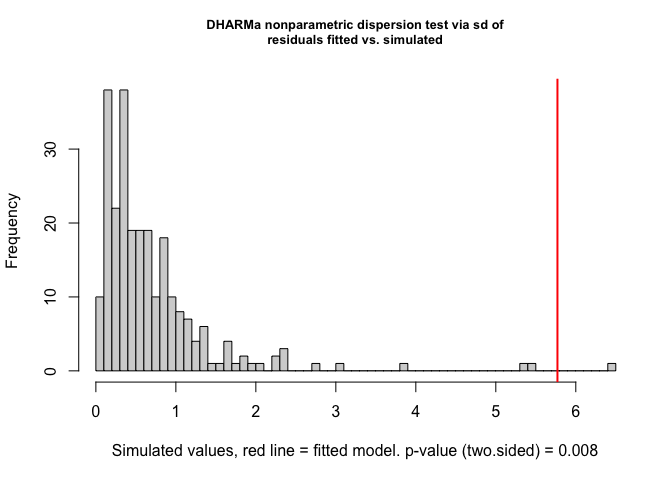 DHARMa nonparametric dispersion test via sd of
residuals fitted vs. simulated
Frequency
30
20
10
0
0 1 2 3 4 5 6
Simulated values, red line = fitted model. p-value (two.sided) = 0.008